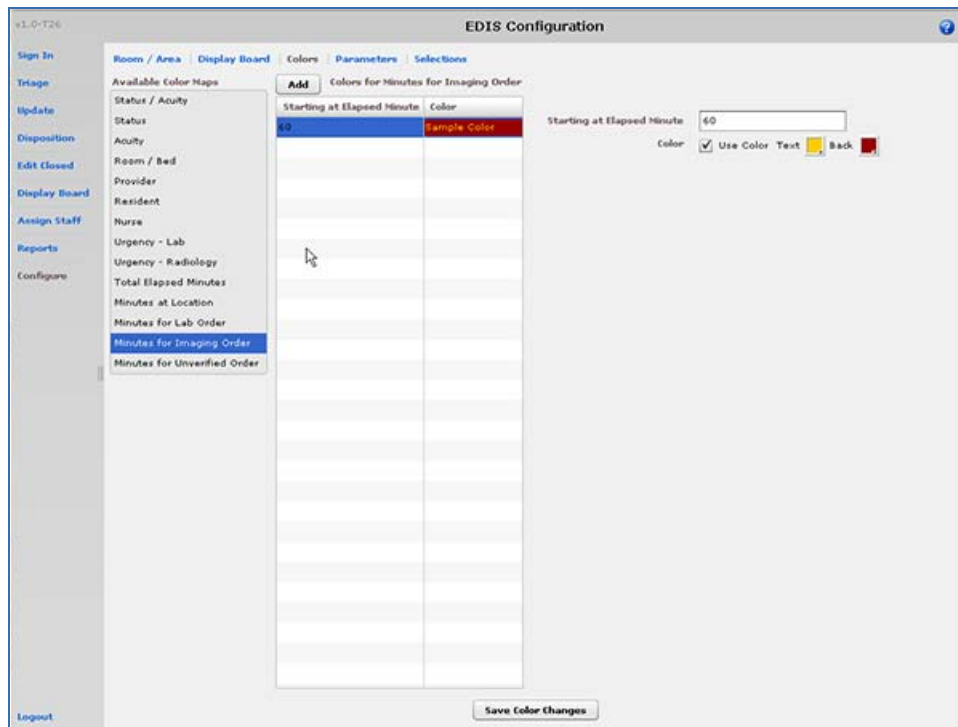 v1.0-T26
EDIS Configuration
?
Sign In
Triage
Update
Disposition
Edit Closed
Display Board
Assign Staff
Reports
Configure
Logout
Room / Area | Display Board | Colors | Parameters | Selections
Available Color Maps
Status / Acuity
Status
Acuity
Room / Bed
Provider
Resident
Nurse
Urgency - Lab
Urgency - Radiology
Total Elapsed Minutes
Minutes at Location
Minutes for Lab Order
Minutes for Imaging Order
Minutes for Unverified Order
Add Colors for Minutes for Imaging Order
Starting at Elapsed Minute Color
60 Sample Color
Starting at Elapsed Minute 60
Color Use Color Text Back
Save Color Changes